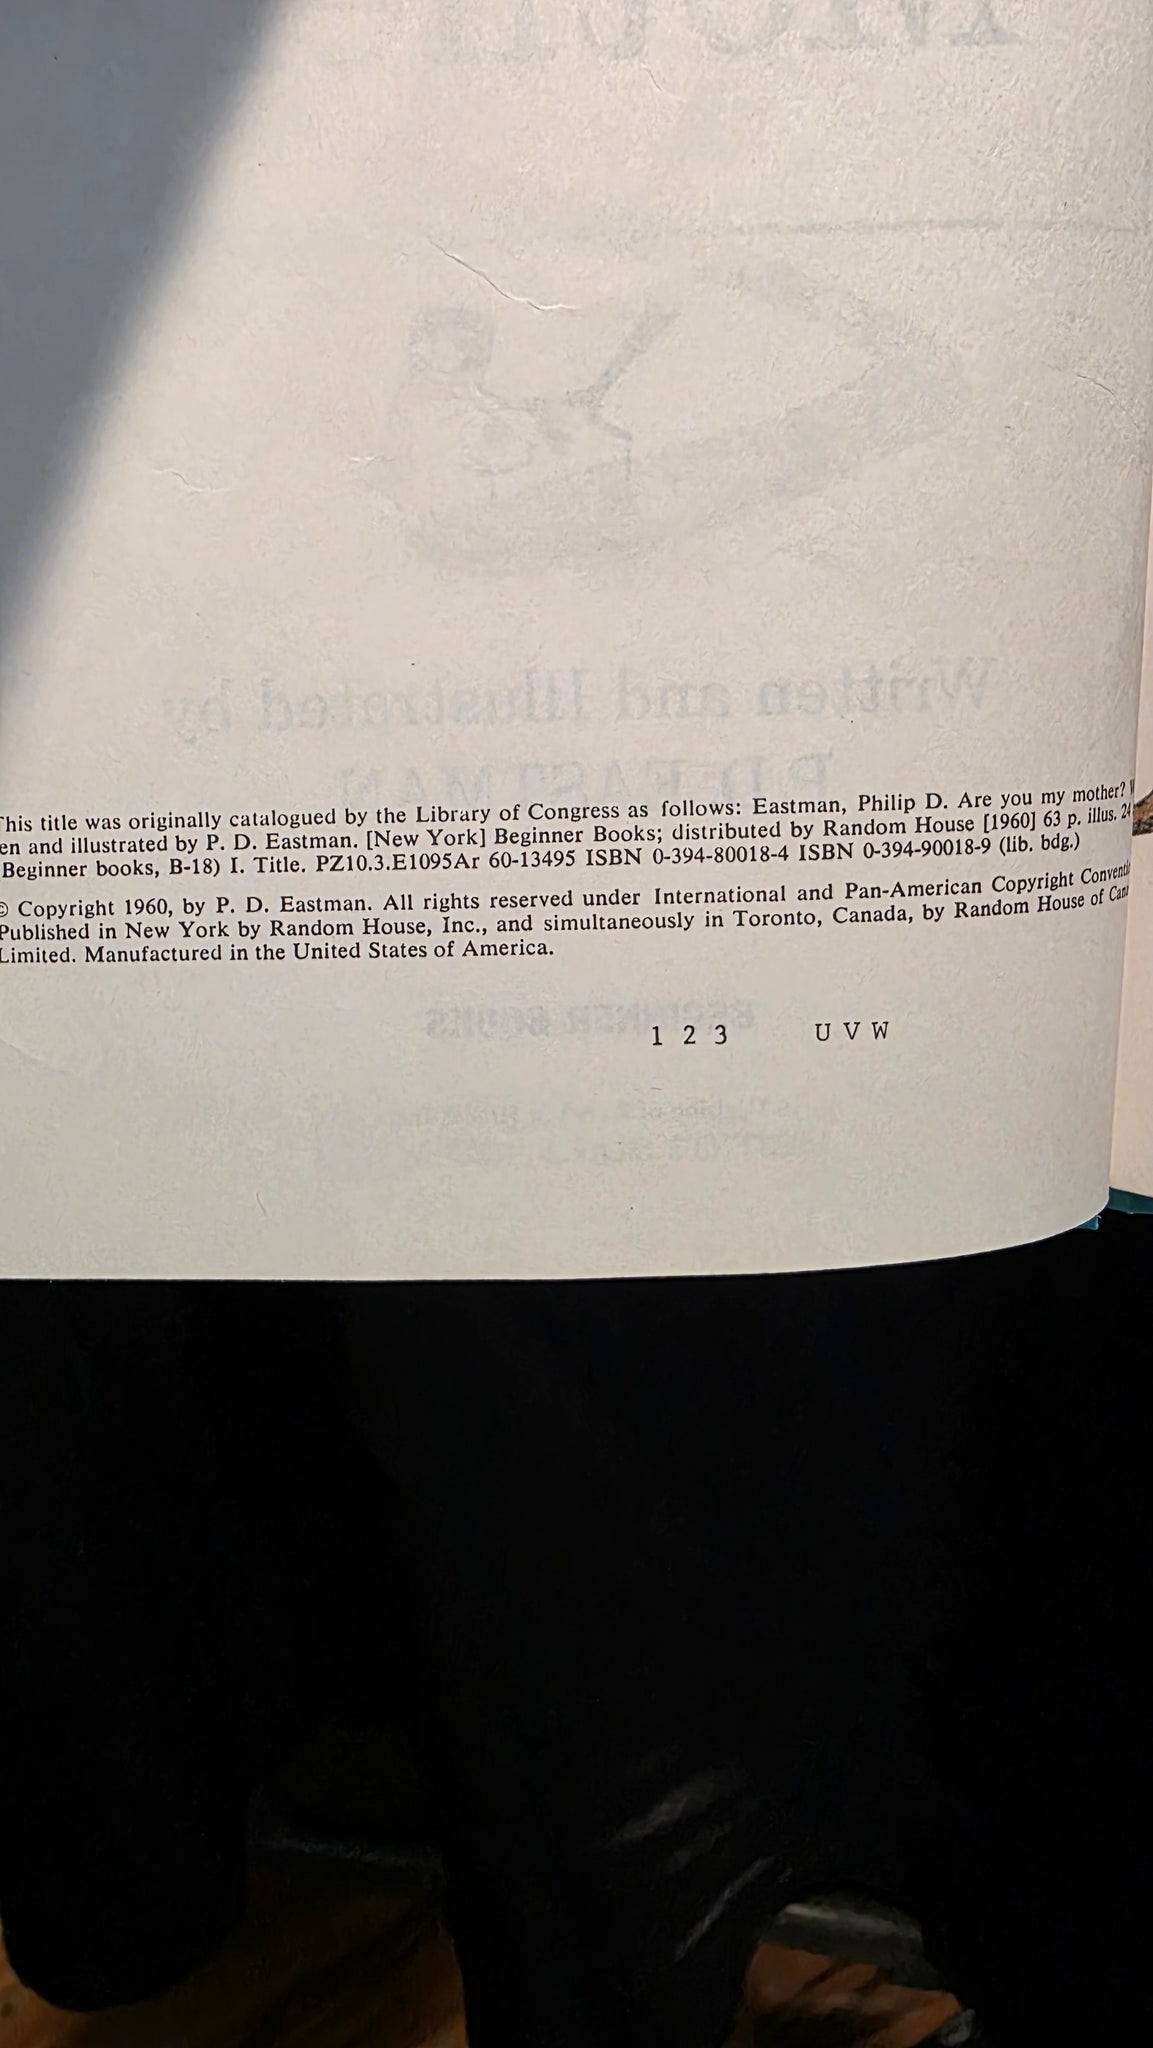 This title was originally catalogued by the Library of Congress as follows: Eastman, Philip D. Are you my mother?
en and illustrated by P. D. Eastman. [New York] Beginner Books; distributed by Random House [1960] 63 p. illus. 24
Beginner books, B-18) I. Title. PZ10.3.E1095Ar 60-13495 ISBN 0-394-80018-4 ISBN 0-394-90018-9 (lib. bdg.)
© Copyright 1960, by P. D. Eastman. All rights reserved under International and Pan-American Copyright Conventi
Published in New York by Random House, Inc., and simultaneously in Toronto, Canada, by Random House of Can
Limited. Manufactured in the United States of America.
1 2 3 U V W